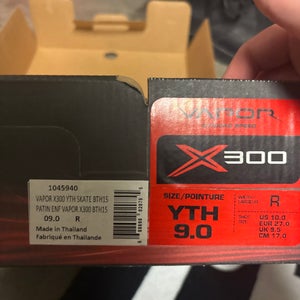 1045940
VAPOR X300 YTH SKATE BTH15
PATIN ENF VAPOR X300 BTH15
09.0 R
Made in Thailand
Fabriqué en Thaïlande
VAPOR
X300
SIZE/POINTURE
YTH
9.0
R
US 10.0
EUR 27.0
UK 9.5
CM 17.0